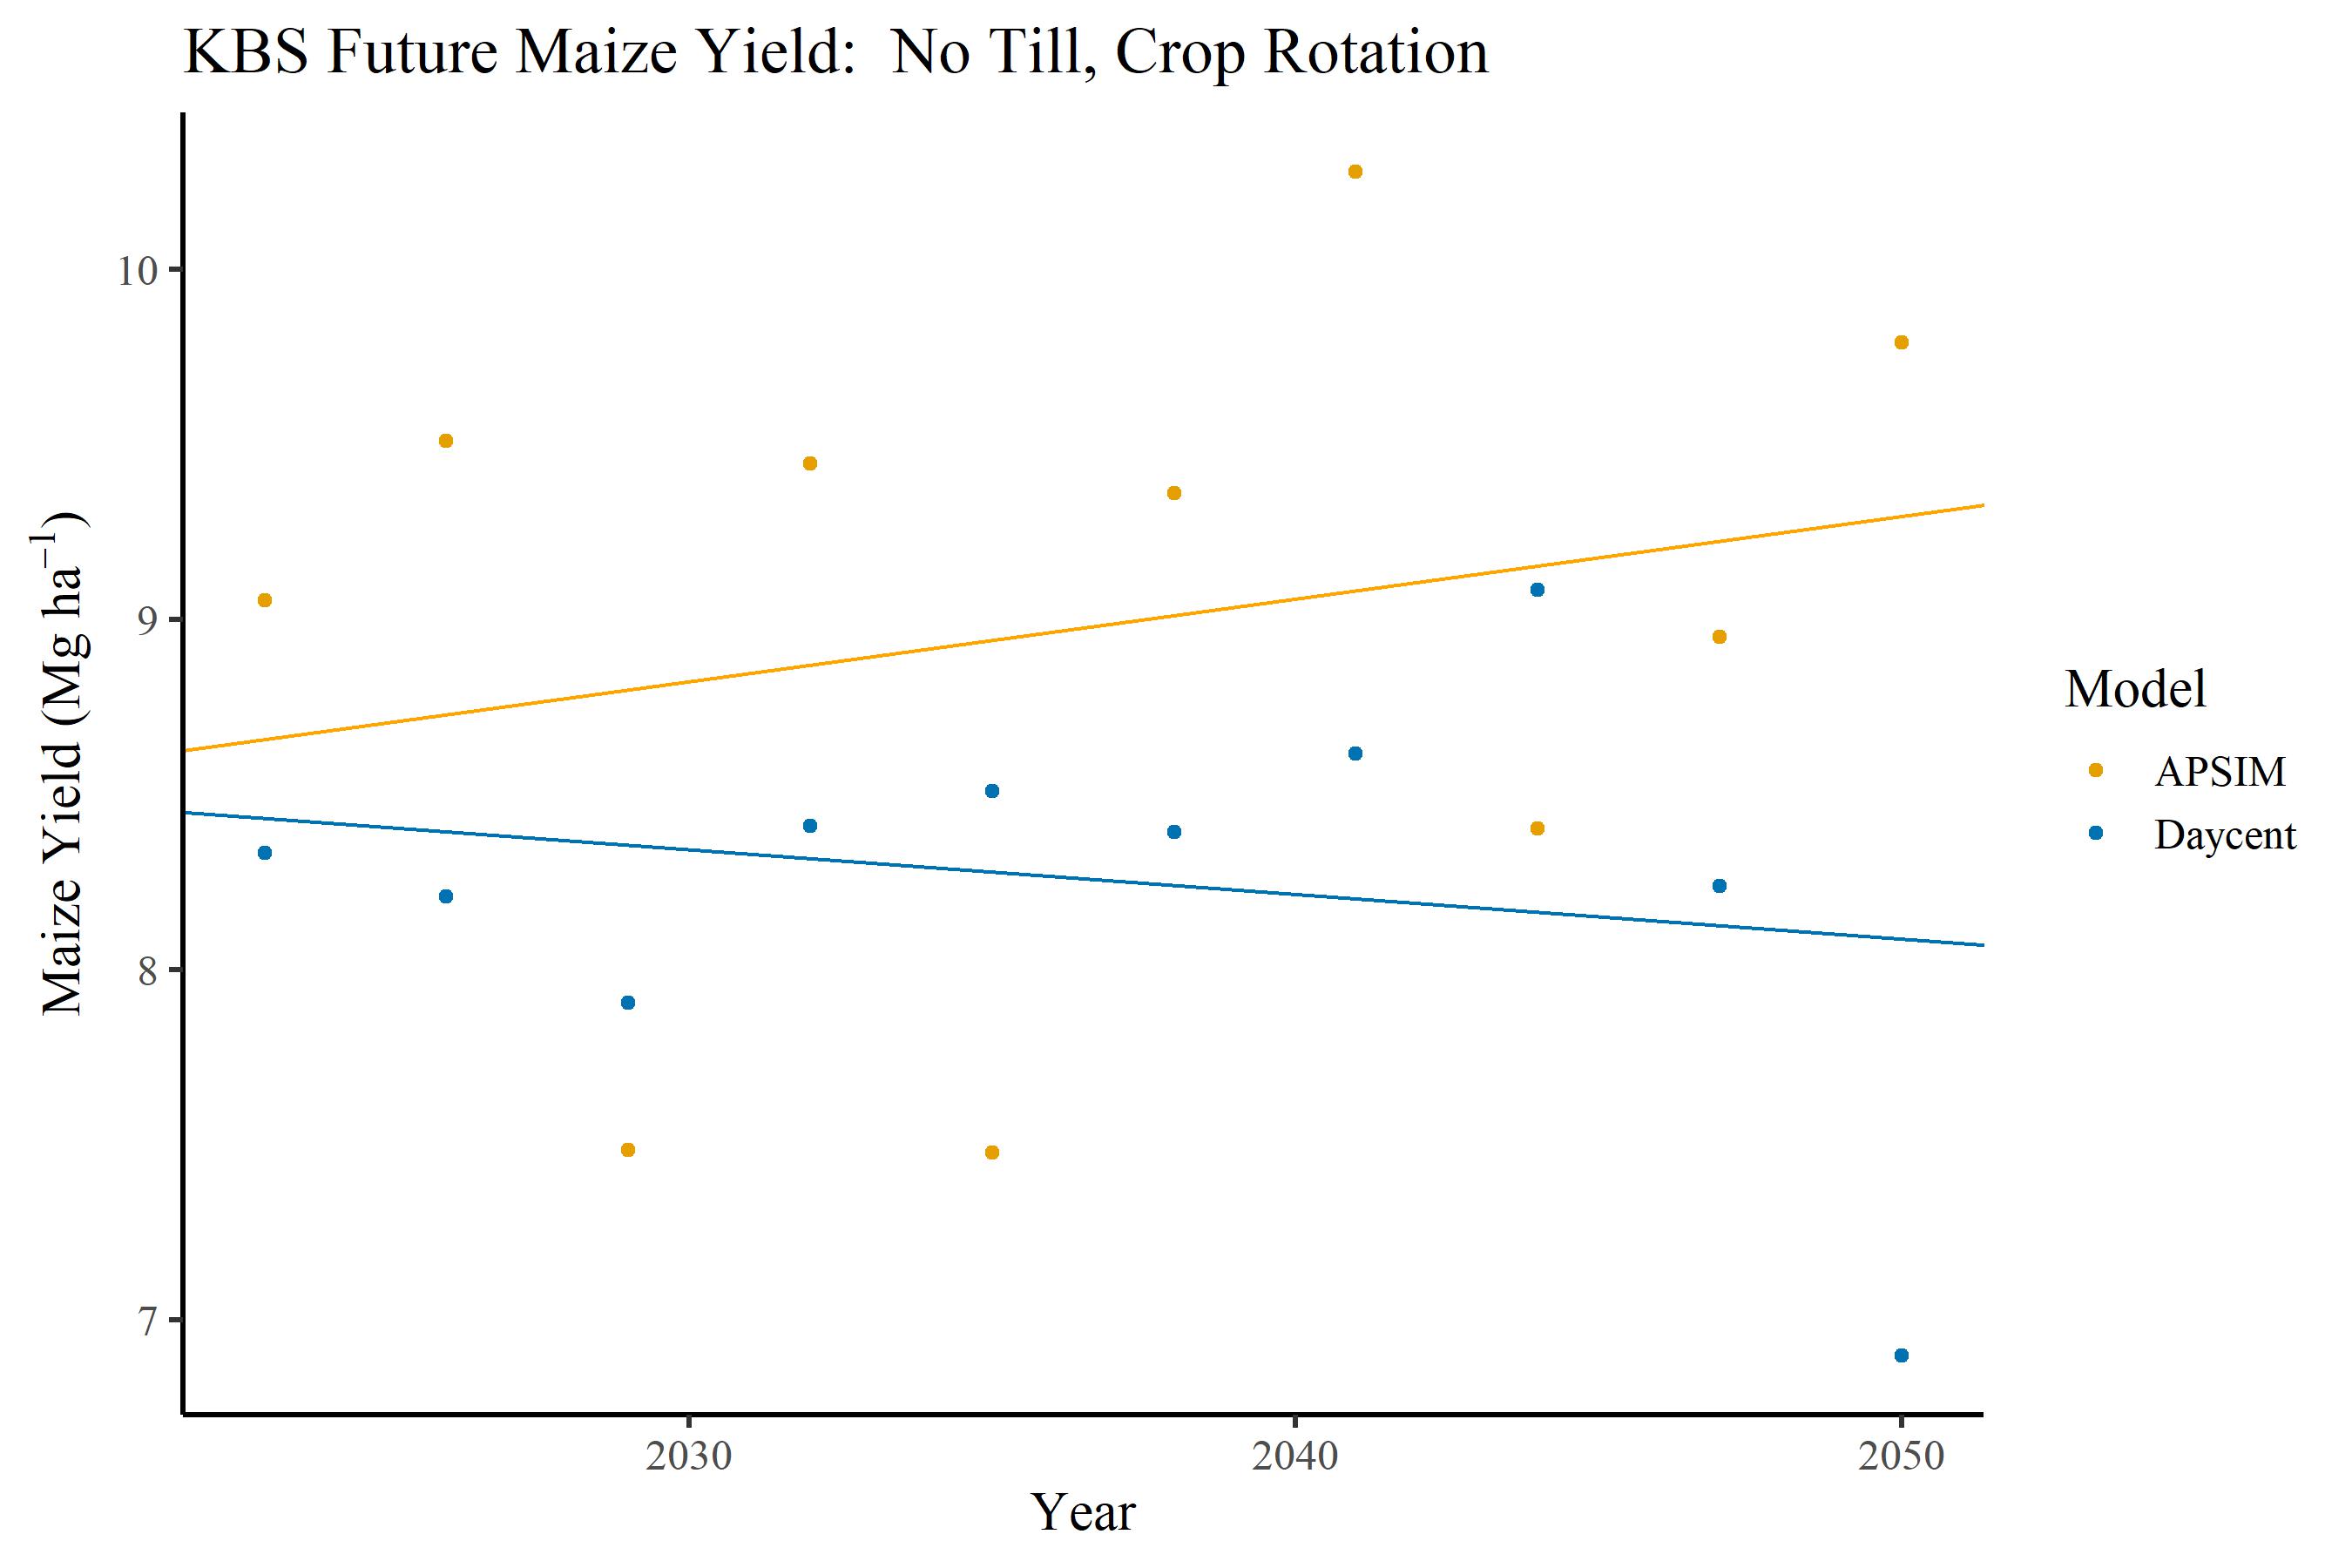 KBS Future Maize Yield:  No Till, Crop Rotation
Maize Yield (Mg ha⁻¹)
10
9
8
7
2030 2040 2050
Year
Model
APSIM
Daycent